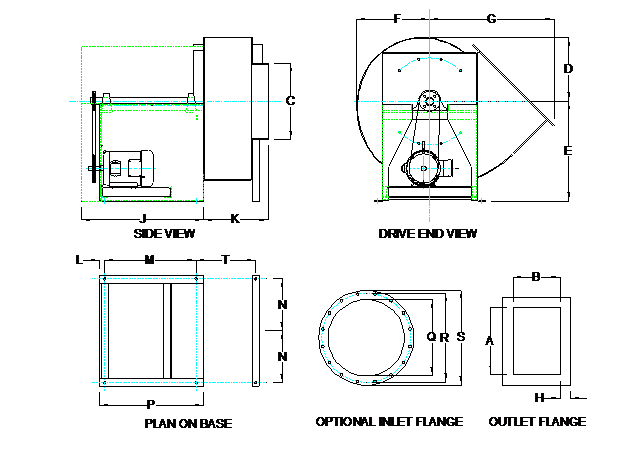 F
G
D
C
E
J
K
SIDE VIEW
DRIVE END VIEW
L
M
T
B
N
Q
R
S
A
N
H
P
PLAN ON BASE
OPTIONAL INLET FLANGE
OUTLET FLANGE